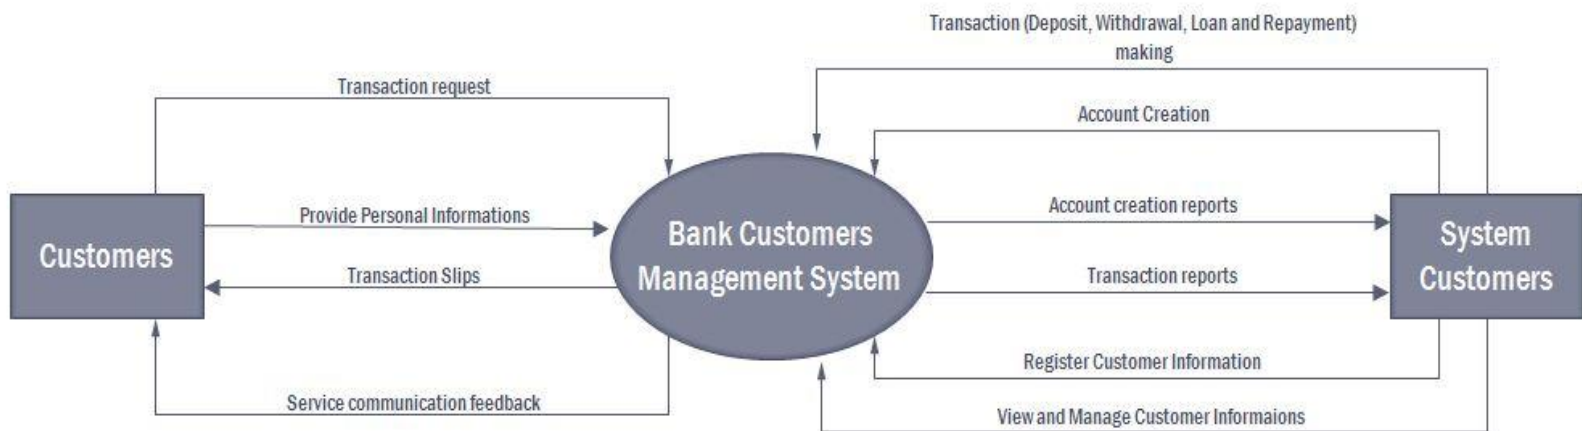 Transaction (Deposit, Withdrawal, Loan and Repayment)
making
Transaction request
Account Creation
Provide Personal Informations
Account creation reports
Customers
Bank Customers
Management System
System
Customers
Transaction Slips
Transaction reports
Register Customer Information
Service communication feedback
View and Manage Customer Informaions